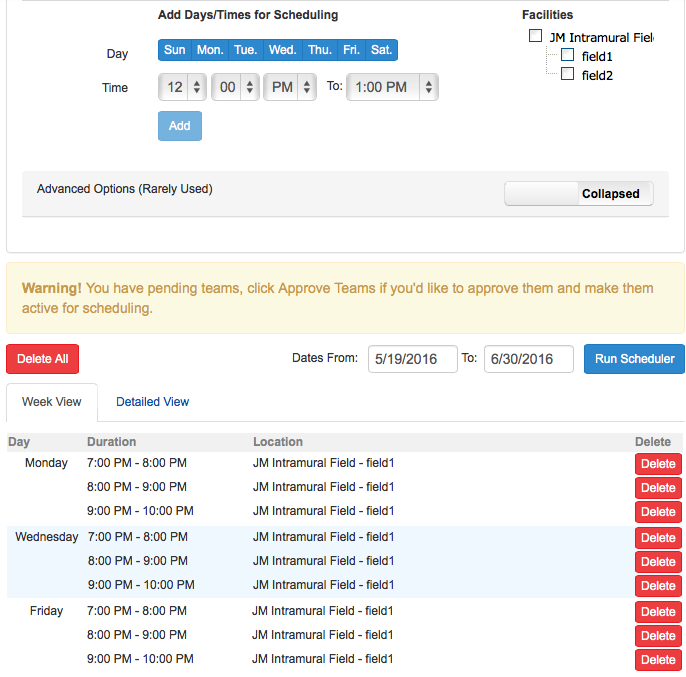 Add Days/Times for Scheduling
Facilities
Day
Sun Mon. Tue. Wed. Thu. Fri. Sat.
JM Intramural Field
field1
field2
Time
12 00 PM To: 1:00 PM
Add
Advanced Options (Rarely Used)
Collapsed
Warning! You have pending teams, click Approve Teams if you'd like to approve them and make them
active for scheduling.
Delete All
Dates From: 5/19/2016 To: 6/30/2016
Run Scheduler
Week View Detailed View
Day Duration Location Delete
Monday 7:00 PM - 8:00 PM JM Intramural Field - field1 Delete
8:00 PM - 9:00 PM JM Intramural Field - field1 Delete
9:00 PM - 10:00 PM JM Intramural Field - field1 Delete
Wednesday 7:00 PM - 8:00 PM JM Intramural Field - field1 Delete
8:00 PM - 9:00 PM JM Intramural Field - field1 Delete
9:00 PM - 10:00 PM JM Intramural Field - field1 Delete
Friday 7:00 PM - 8:00 PM JM Intramural Field - field1 Delete
8:00 PM - 9:00 PM JM Intramural Field - field1 Delete
9:00 PM - 10:00 PM JM Intramural Field - field1 Delete